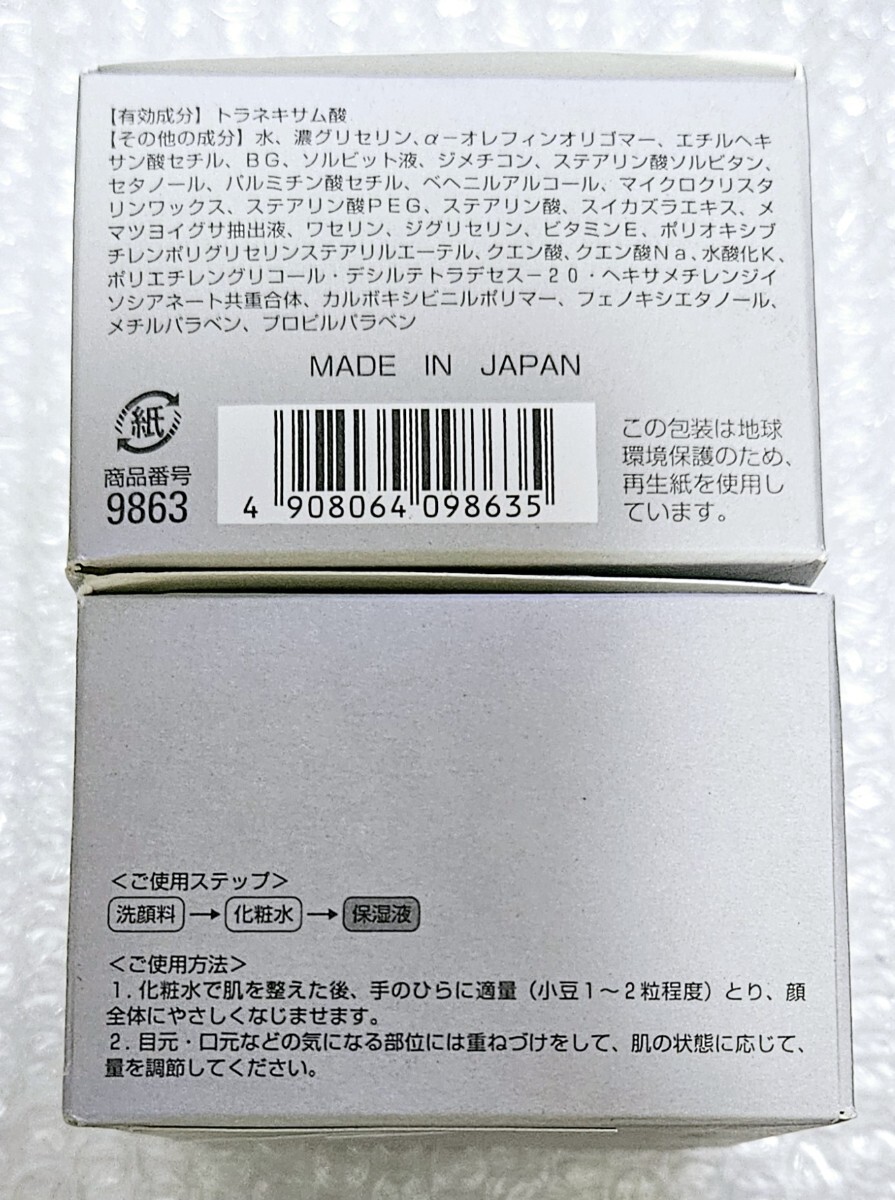 【有効成分】トラネキサム酸
【その他の成分】水、濃グリセリン、α－オレフィンオリゴマー、エチルヘキ
サン酸セチル、ＢＧ、ソルビット液、ジメチコン、ステアリン酸ソルビタン、
セタノール、パルミチン酸セチル、ベヘニルアルコール、マイクロクリスタ
リンワックス、ステアリン酸ＰＥＧ、ステアリン酸、スイカズラエキス、メ
マツヨイグサ抽出液、ワセリン、ジグリセリン、ビタミンＥ、ポリオキシブ
チレンポリグリセリンステアリルエーテル、クエン酸、クエン酸Ｎａ、水酸化Ｋ、
ポリエチレングリコール・デシルテトラデセス－２０・ヘキサメチレンジイ
ソシアネート共重合体、カルボキシビニルポリマー、フェノキシエタノール、
メチルパラベン、プロピルパラベン
MADE IN JAPAN
紙
商品番号
9863
4 908064 098635
この包装は地球
環境保護のため、
再生紙を使用し
ています。
＜ご使用ステップ＞
洗顔料→化粧水→保湿液
＜ご使用方法＞
１．化粧水で肌を整えた後、手のひらに適量（小豆１～２粒程度）とり、顔
全体にやさしくなじませます。
２．目元・口元などの気になる部位には重ねづけをして、肌の状態に応じて、
量を調節してください。